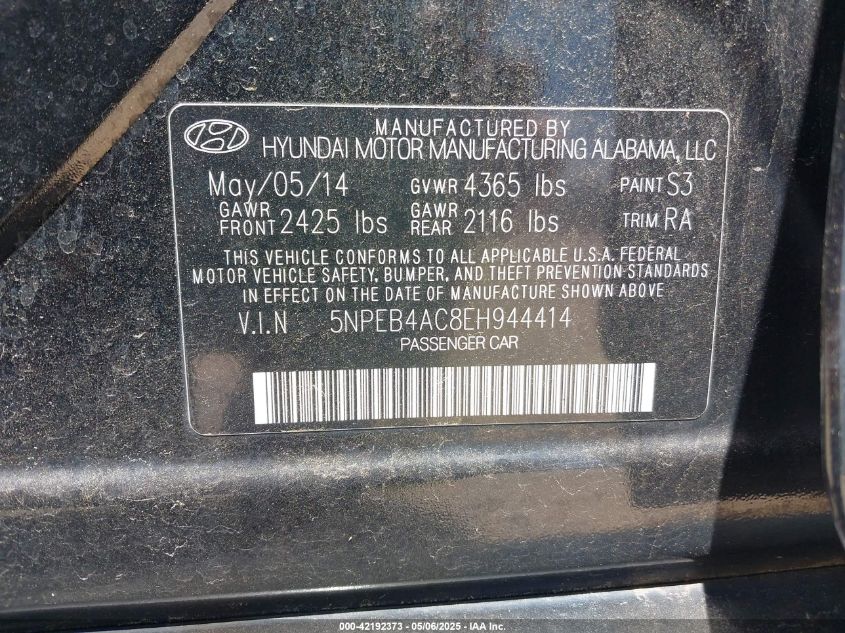 MANUFACTURED BY
HYUNDAI MOTOR MANUFACTURING ALABAMA, LLC
May/05/14 GVWR 4365 lbs PAINT S3
GAWR FRONT 2425 lbs GAWR REAR 2116 lbs TRIM RA
THIS VEHICLE CONFORMS TO ALL APPLICABLE U.S.A. FEDERAL
MOTOR VEHICLE SAFETY, BUMPER, AND THEFT PREVENTION STANDARDS
IN EFFECT ON THE DATE OF MANUFACTURE SHOWN ABOVE
V.I.N 5NPEB4AC8EH944414
PASSENGER CAR
000-42192373 - 05/06/2025 - IAA Inc.